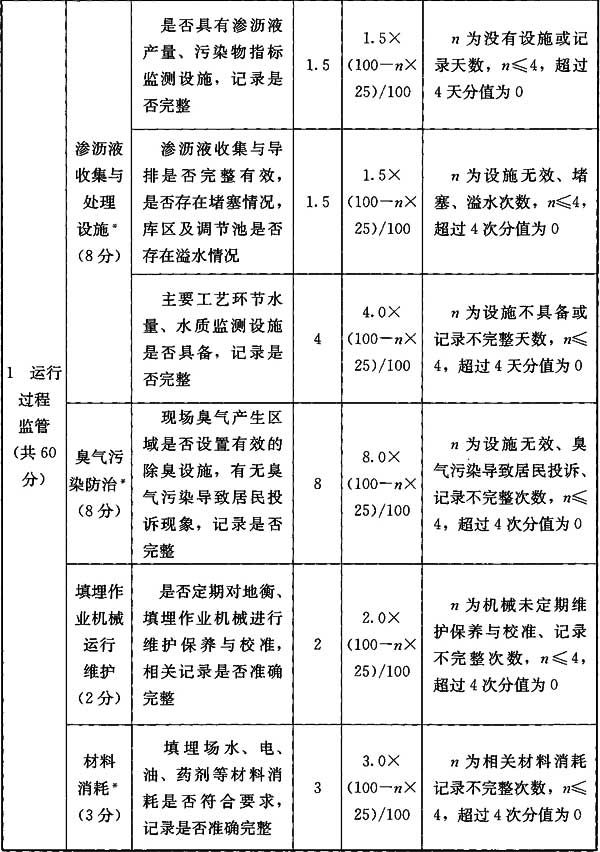 1 运行
过程
监管
(共60
分)
渗沥液
收集与
处理
设施*
(8分)
是否具有渗沥液
产量、污染物指标
监测设施，记录是
否完整
1.5
1.5×
(100－n×
25)/100
n为没有设施或记
录天数，n≤4，超过
4天分值为0
渗沥液收集与导
排是否完整有效，
是否存在堵塞情况，
库区及调节池是否
存在溢水情况
1.5
1.5×
(100－n×
25)/100
n为设施无效、堵
塞、溢水次数，n≤4，
超过4次分值为0
主要工艺环节水
量、水质监测设施
是否具备，记录是
否完整
4
4.0×
(100－n×
25)/100
n为设施不具备或
记录不完整天数，n≤
4，超过4天分值为0
臭气污
染防治*
(8分)
现场臭气产生区
域是否设置有效的
除臭设施，有无臭
气污染导致居民投
诉现象，记录是否
完整
8
8.0×
(100－n×
25)/100
n为设施无效、臭
气污染导致居民投诉、
记录不完整次数，n≤
4，超过4次分值为0
填埋作
业机械
运行
维护
(2分)
是否定期对地衡、
填埋作业机械进行
维护保养与校准，
相关记录是否准确
完整
2
2.0×
(100－n×
25)/100
n为机械未定期维
护保养与校准、记录
不完整次数，n≤4，
超过4次分值为0
材料
消耗*
(3分)
填埋场水、电、
油、药剂等材料消
耗是否符合要求，
记录是否准确完整
3
3.0×
(100－n×
25)/100
n为相关材料消耗
记录不完整次数，n≤
4，超过4次分值为0